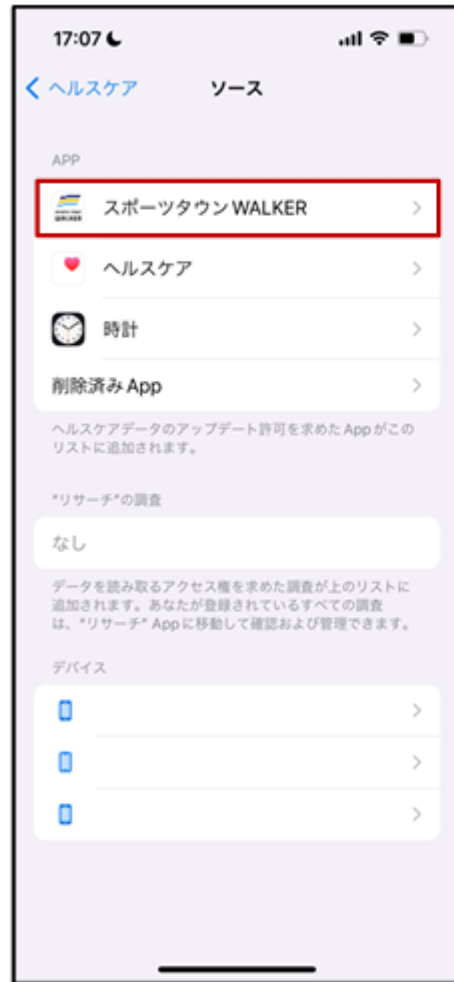 17:07
ヘルスケア
ソース
APP
スポーツタウン WALKER
ヘルスケア
時計
削除済み App
ヘルスケアデータのアップデート許可を求めた App がこの
リストに追加されます。
"リサーチ"の調査
なし
データを読み取るアクセス権を求めた調査が上のリストに
追加されます。あなたが登録されているすべての調査
は、"リサーチ" App に移動して確認および管理できます。
デバイス